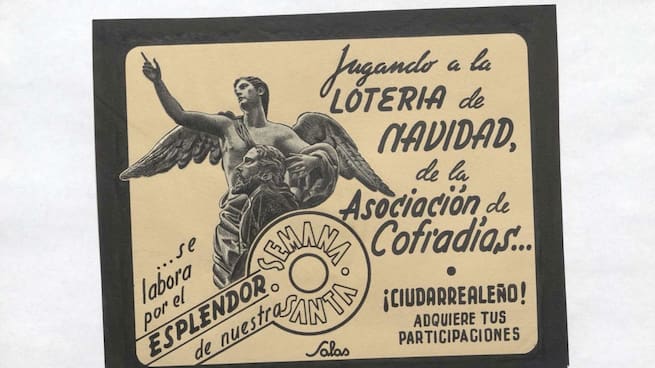 Jugando a la
LOTERIA de
NAVIDAD,
de la
Asociación, de
Cofradías...
¡CIUDARREALEÑO!
ADQUIERE TUS
PARTICIPACIONES
...se
labora
por el
ESPLENDOR
de nuestra
SEMANA
SANTA
Salas